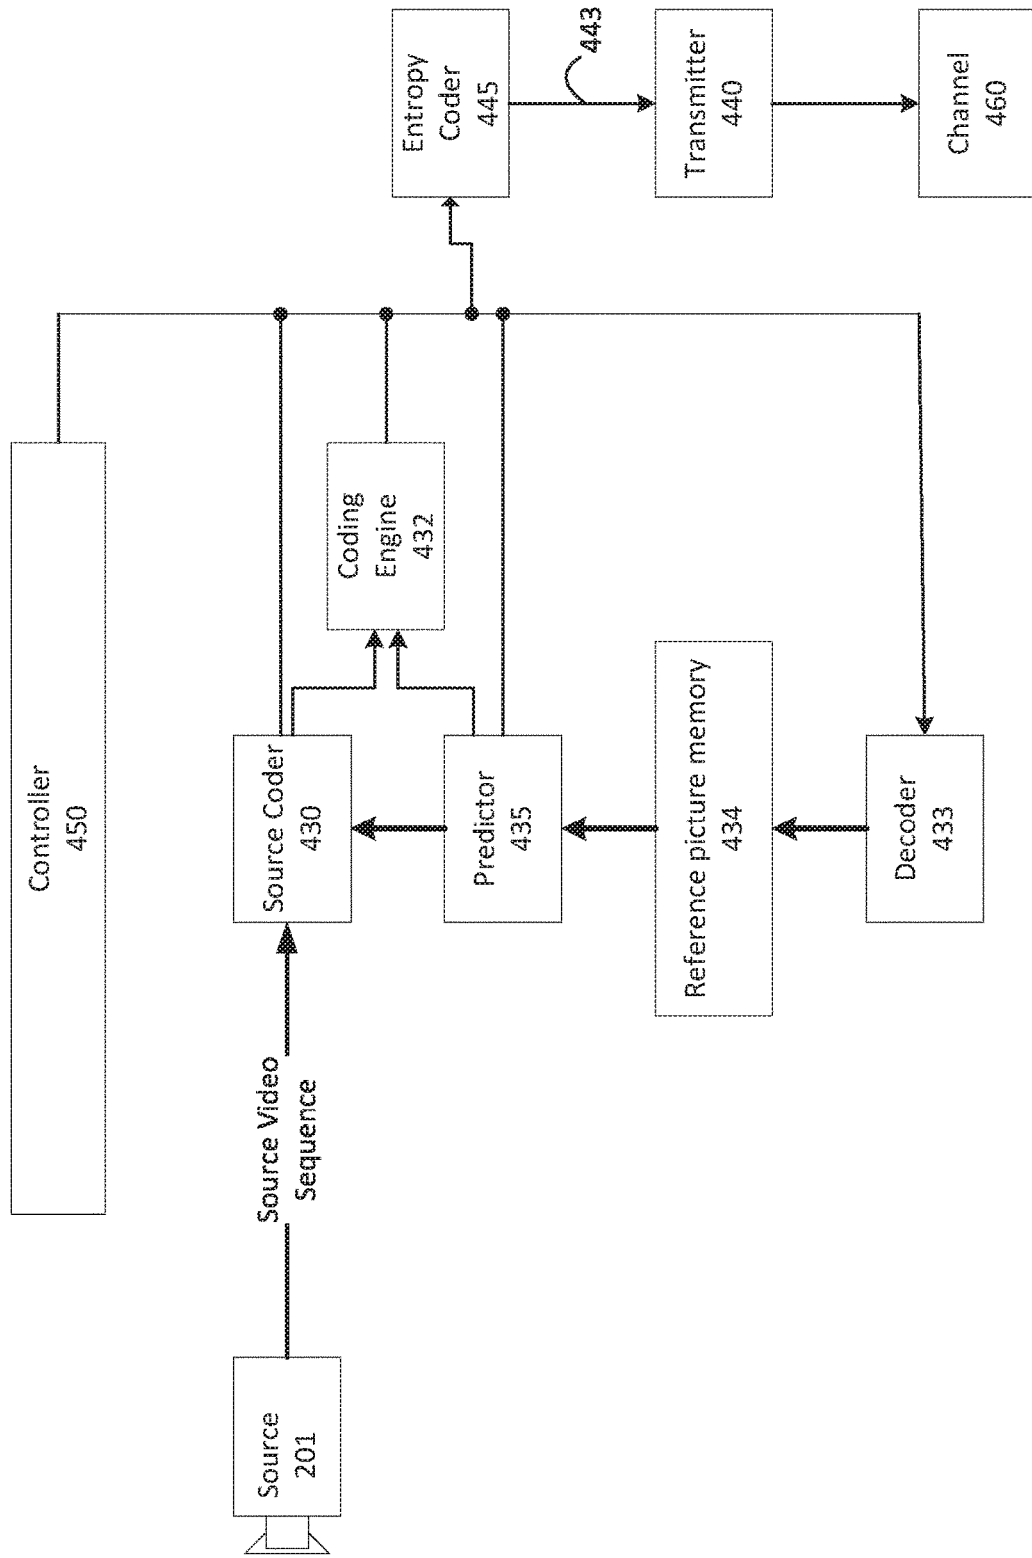 Controller
450
Source
201
Source Video
Sequence
Source Coder
430
Coding
Engine
432
Predictor
435
Reference picture memory
434
Decoder
433
Entropy
Coder
445
443
Transmitter
440
Channel
460